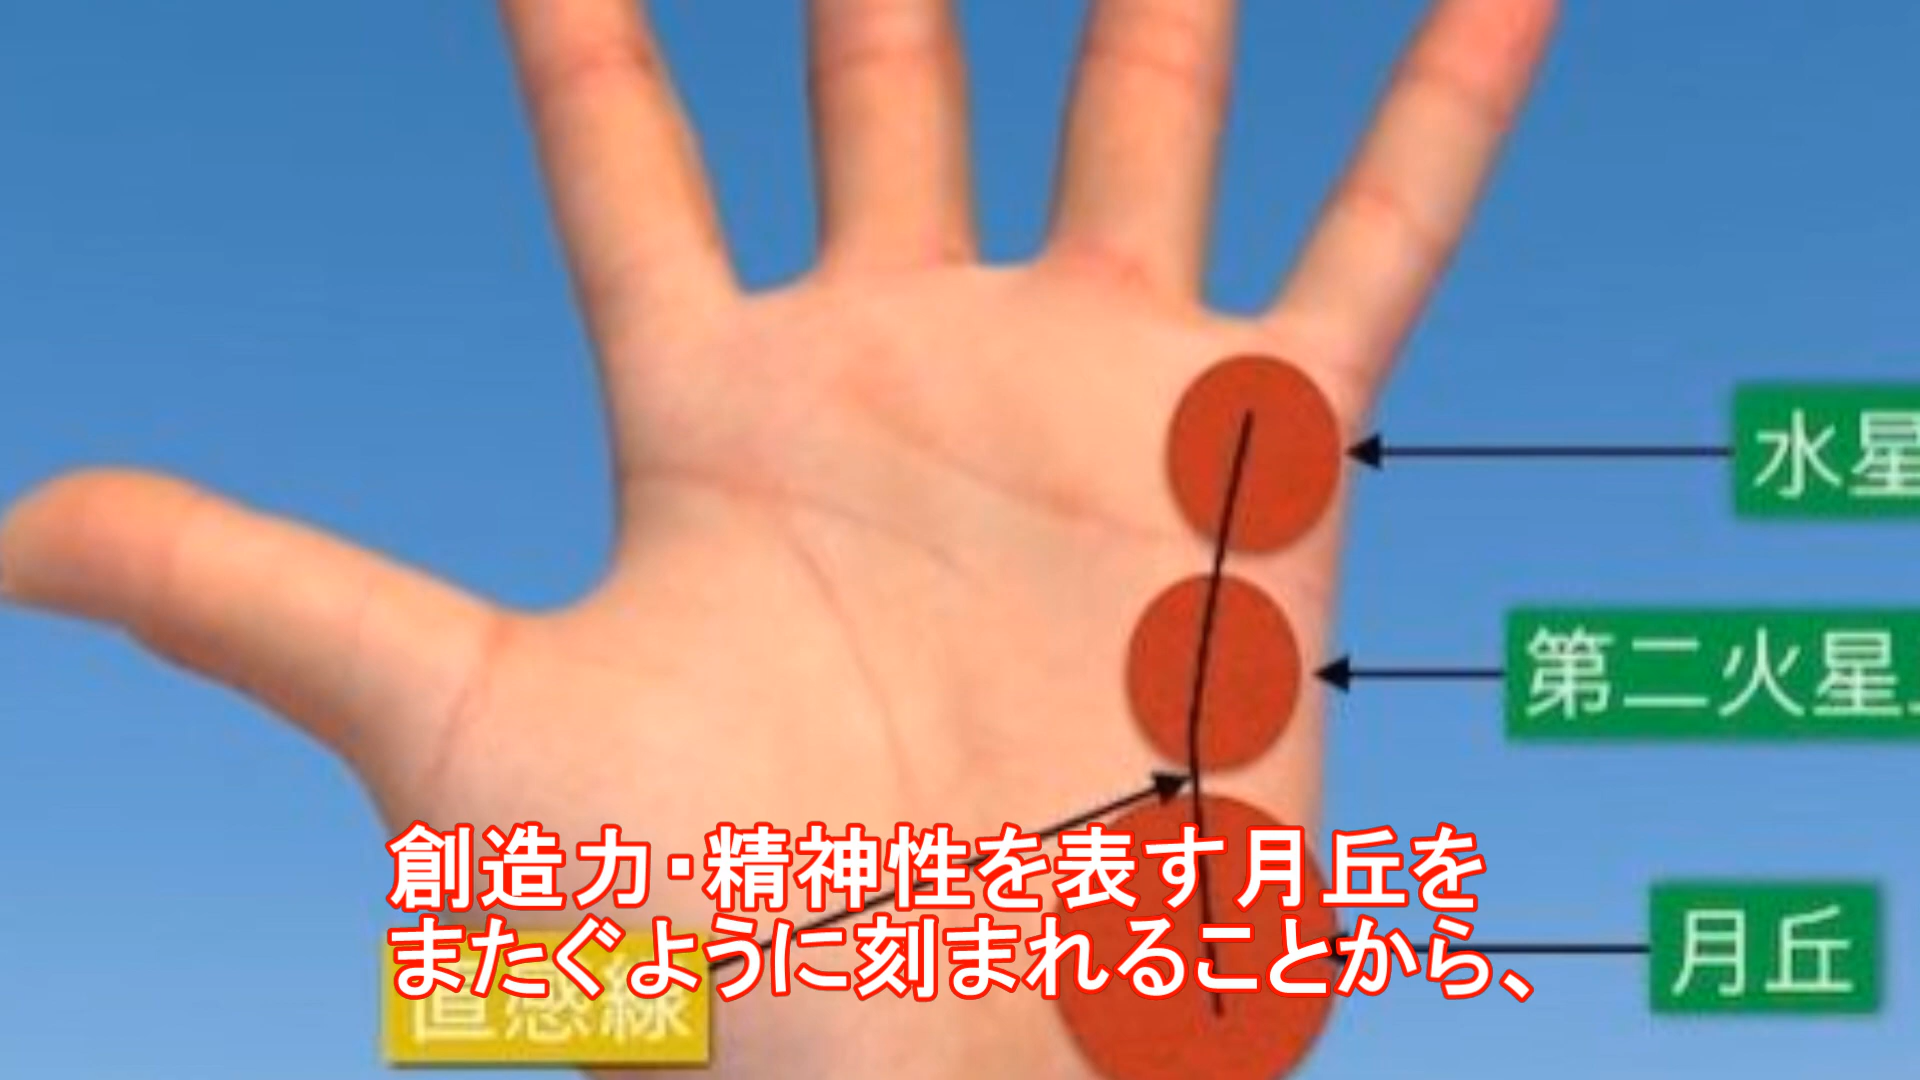 水星
第二火星
創造力・精神性を表す月丘を
またぐように刻まれることから、
月丘
直感線